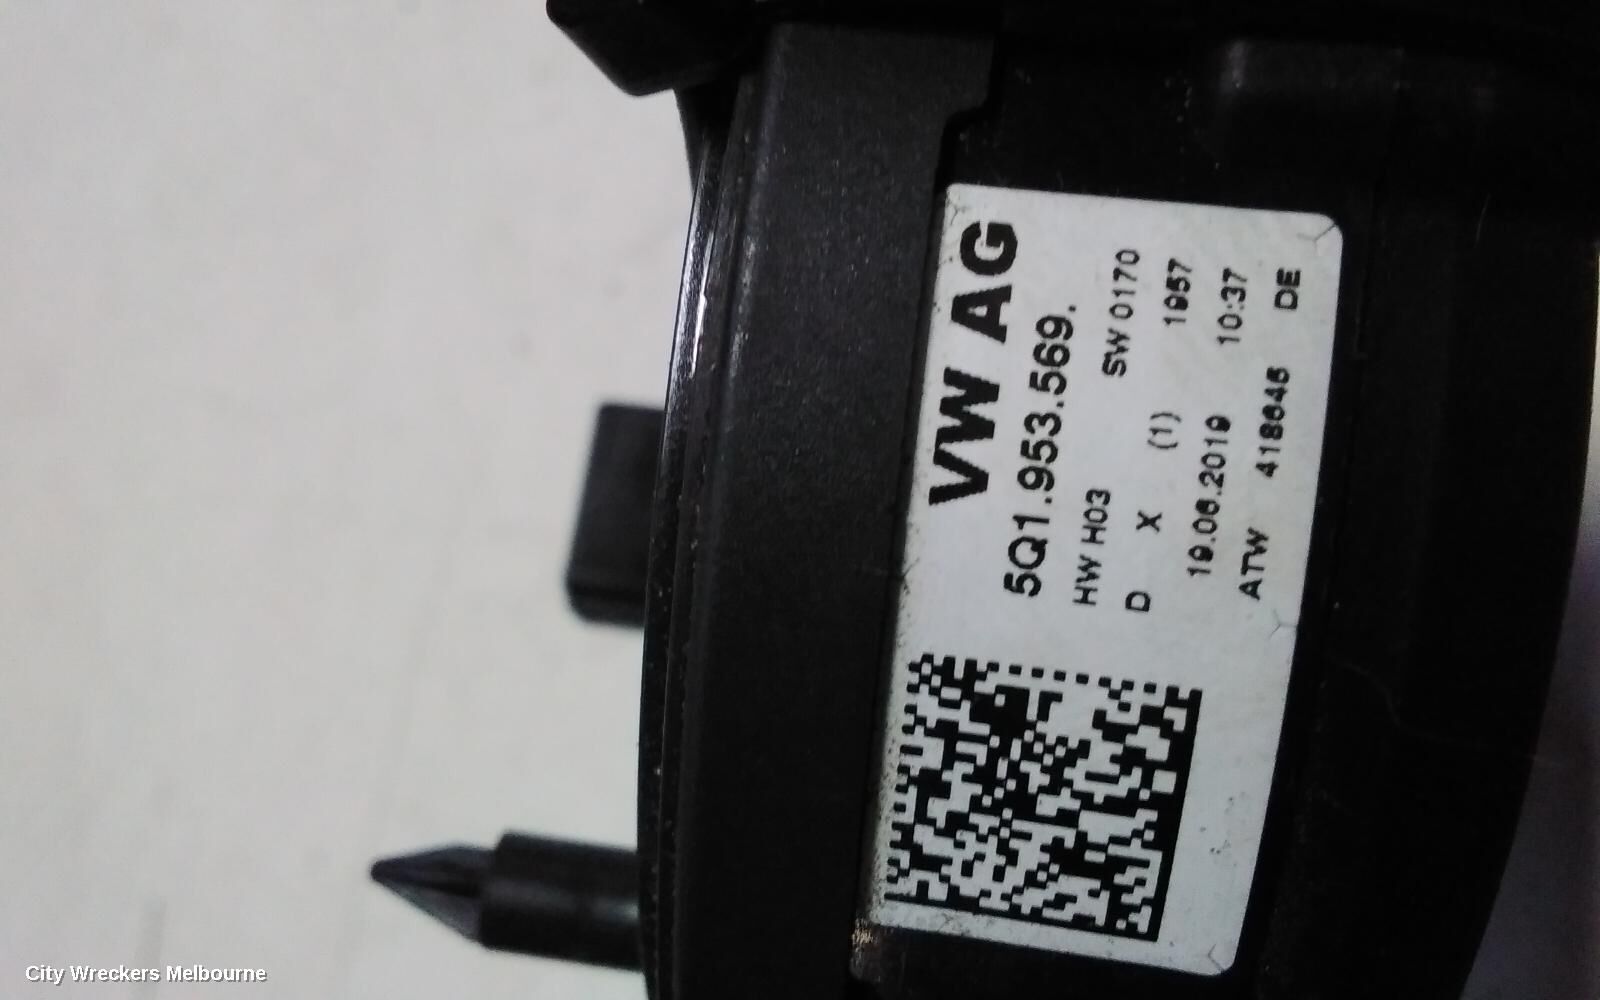 VW AG
5Q1.953.569.
HW H03 SW 0170
D X (1) 1957
19.06.2019 10:37
ATW 418646 DE
City Wreckers Melbourne